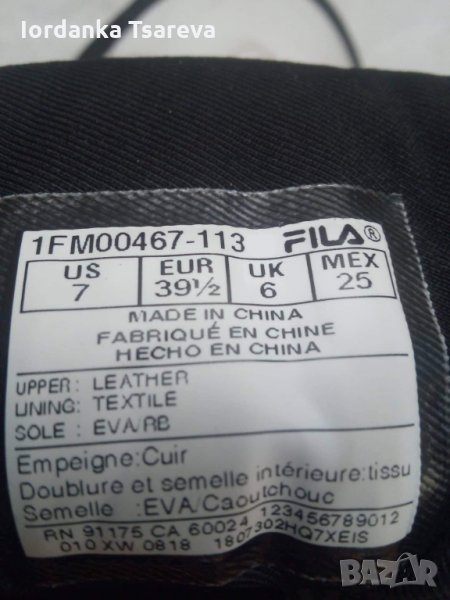 Iordanka Tsareva
1FM00467-113 FILA®
US EUR UK MEX
7 39½ 6 25
MADE IN CHINA
FABRIQUÉ EN CHINE
HECHO EN CHINA
UPPER: LEATHER
LINING: TEXTILE
SOLE : EVA/RB
Empeigne:Cuir
Doublure et semelle intérieure:tissu
Semelle :EVA/Caoutchouc
RN 91175 CA 60024 123456789012
010 XW 0818 1807302HQ7XEIS
BAZAR